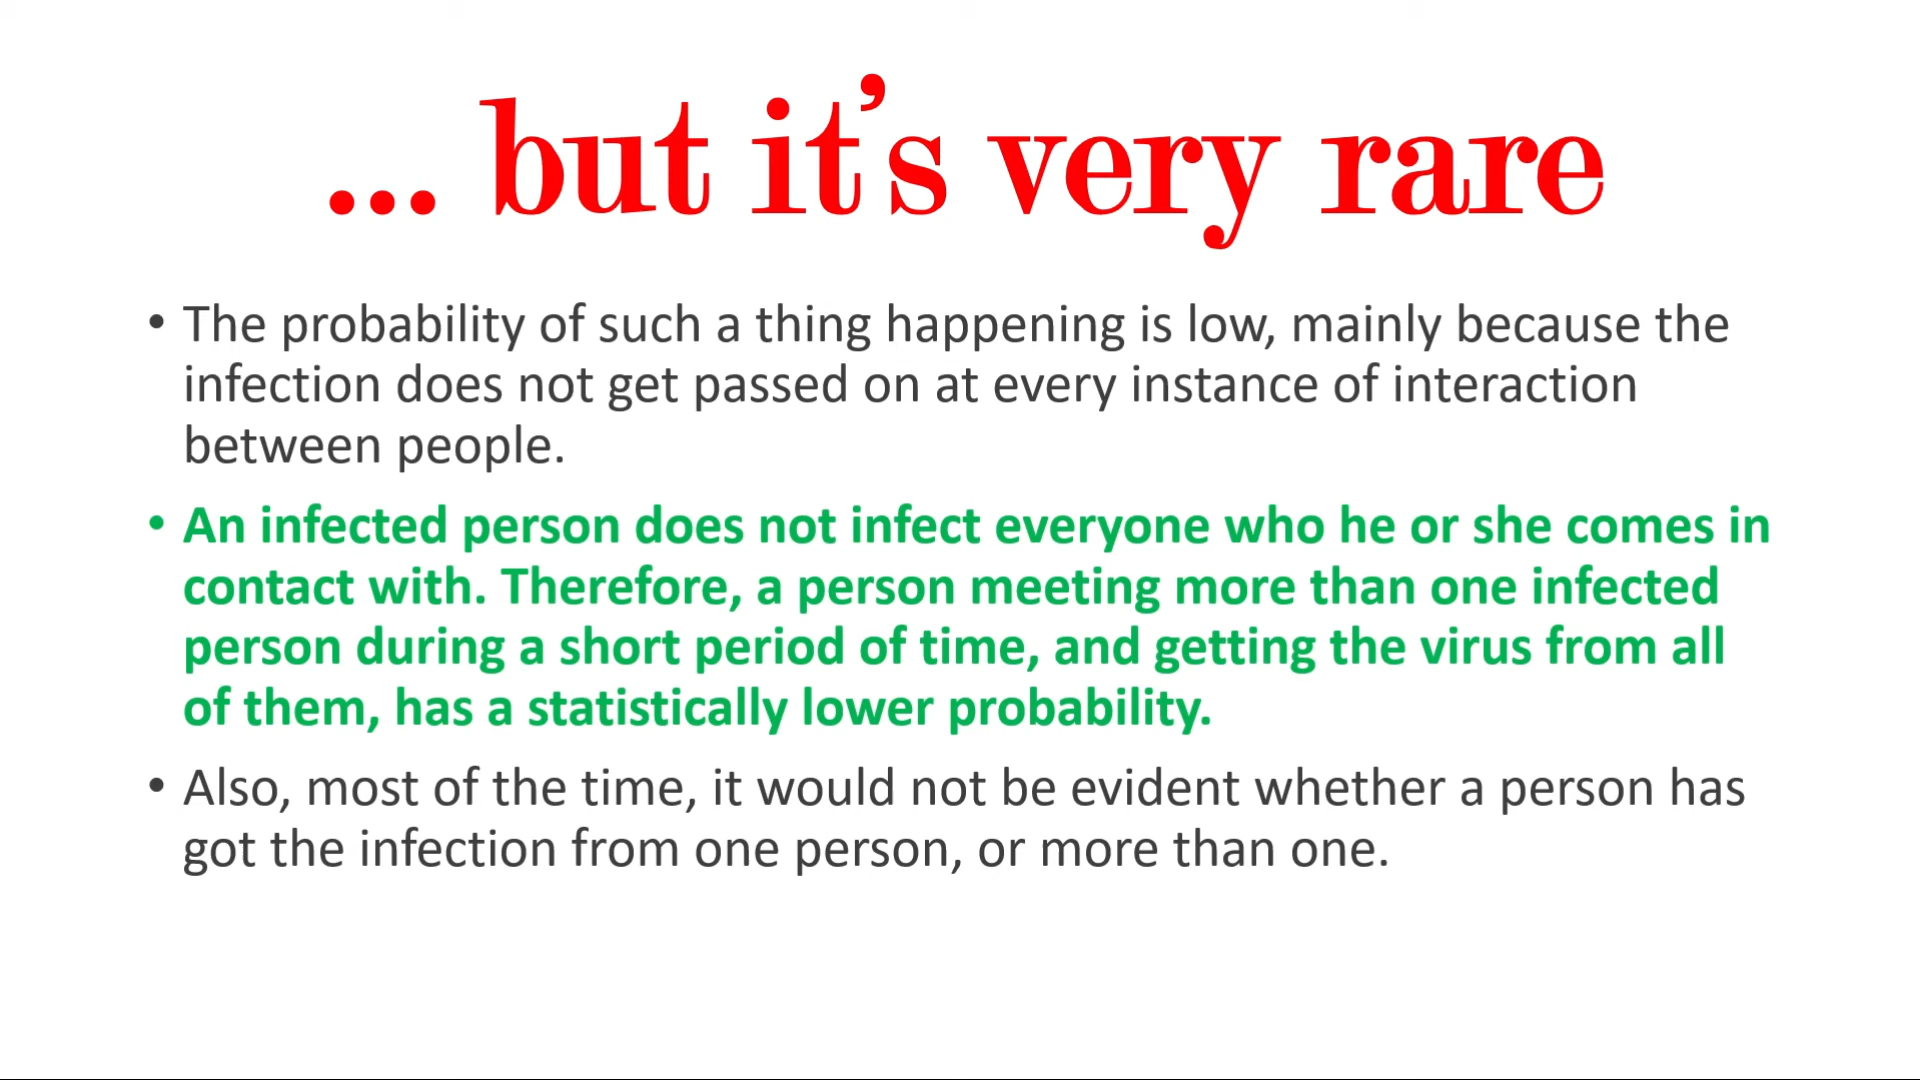 ... but it’s very rare
• The probability of such a thing happening is low, mainly because the
infection does not get passed on at every instance of interaction
between people.
• An infected person does not infect everyone who he or she comes in
contact with. Therefore, a person meeting more than one infected
person during a short period of time, and getting the virus from all
of them, has a statistically lower probability.
• Also, most of the time, it would not be evident whether a person has
got the infection from one person, or more than one.